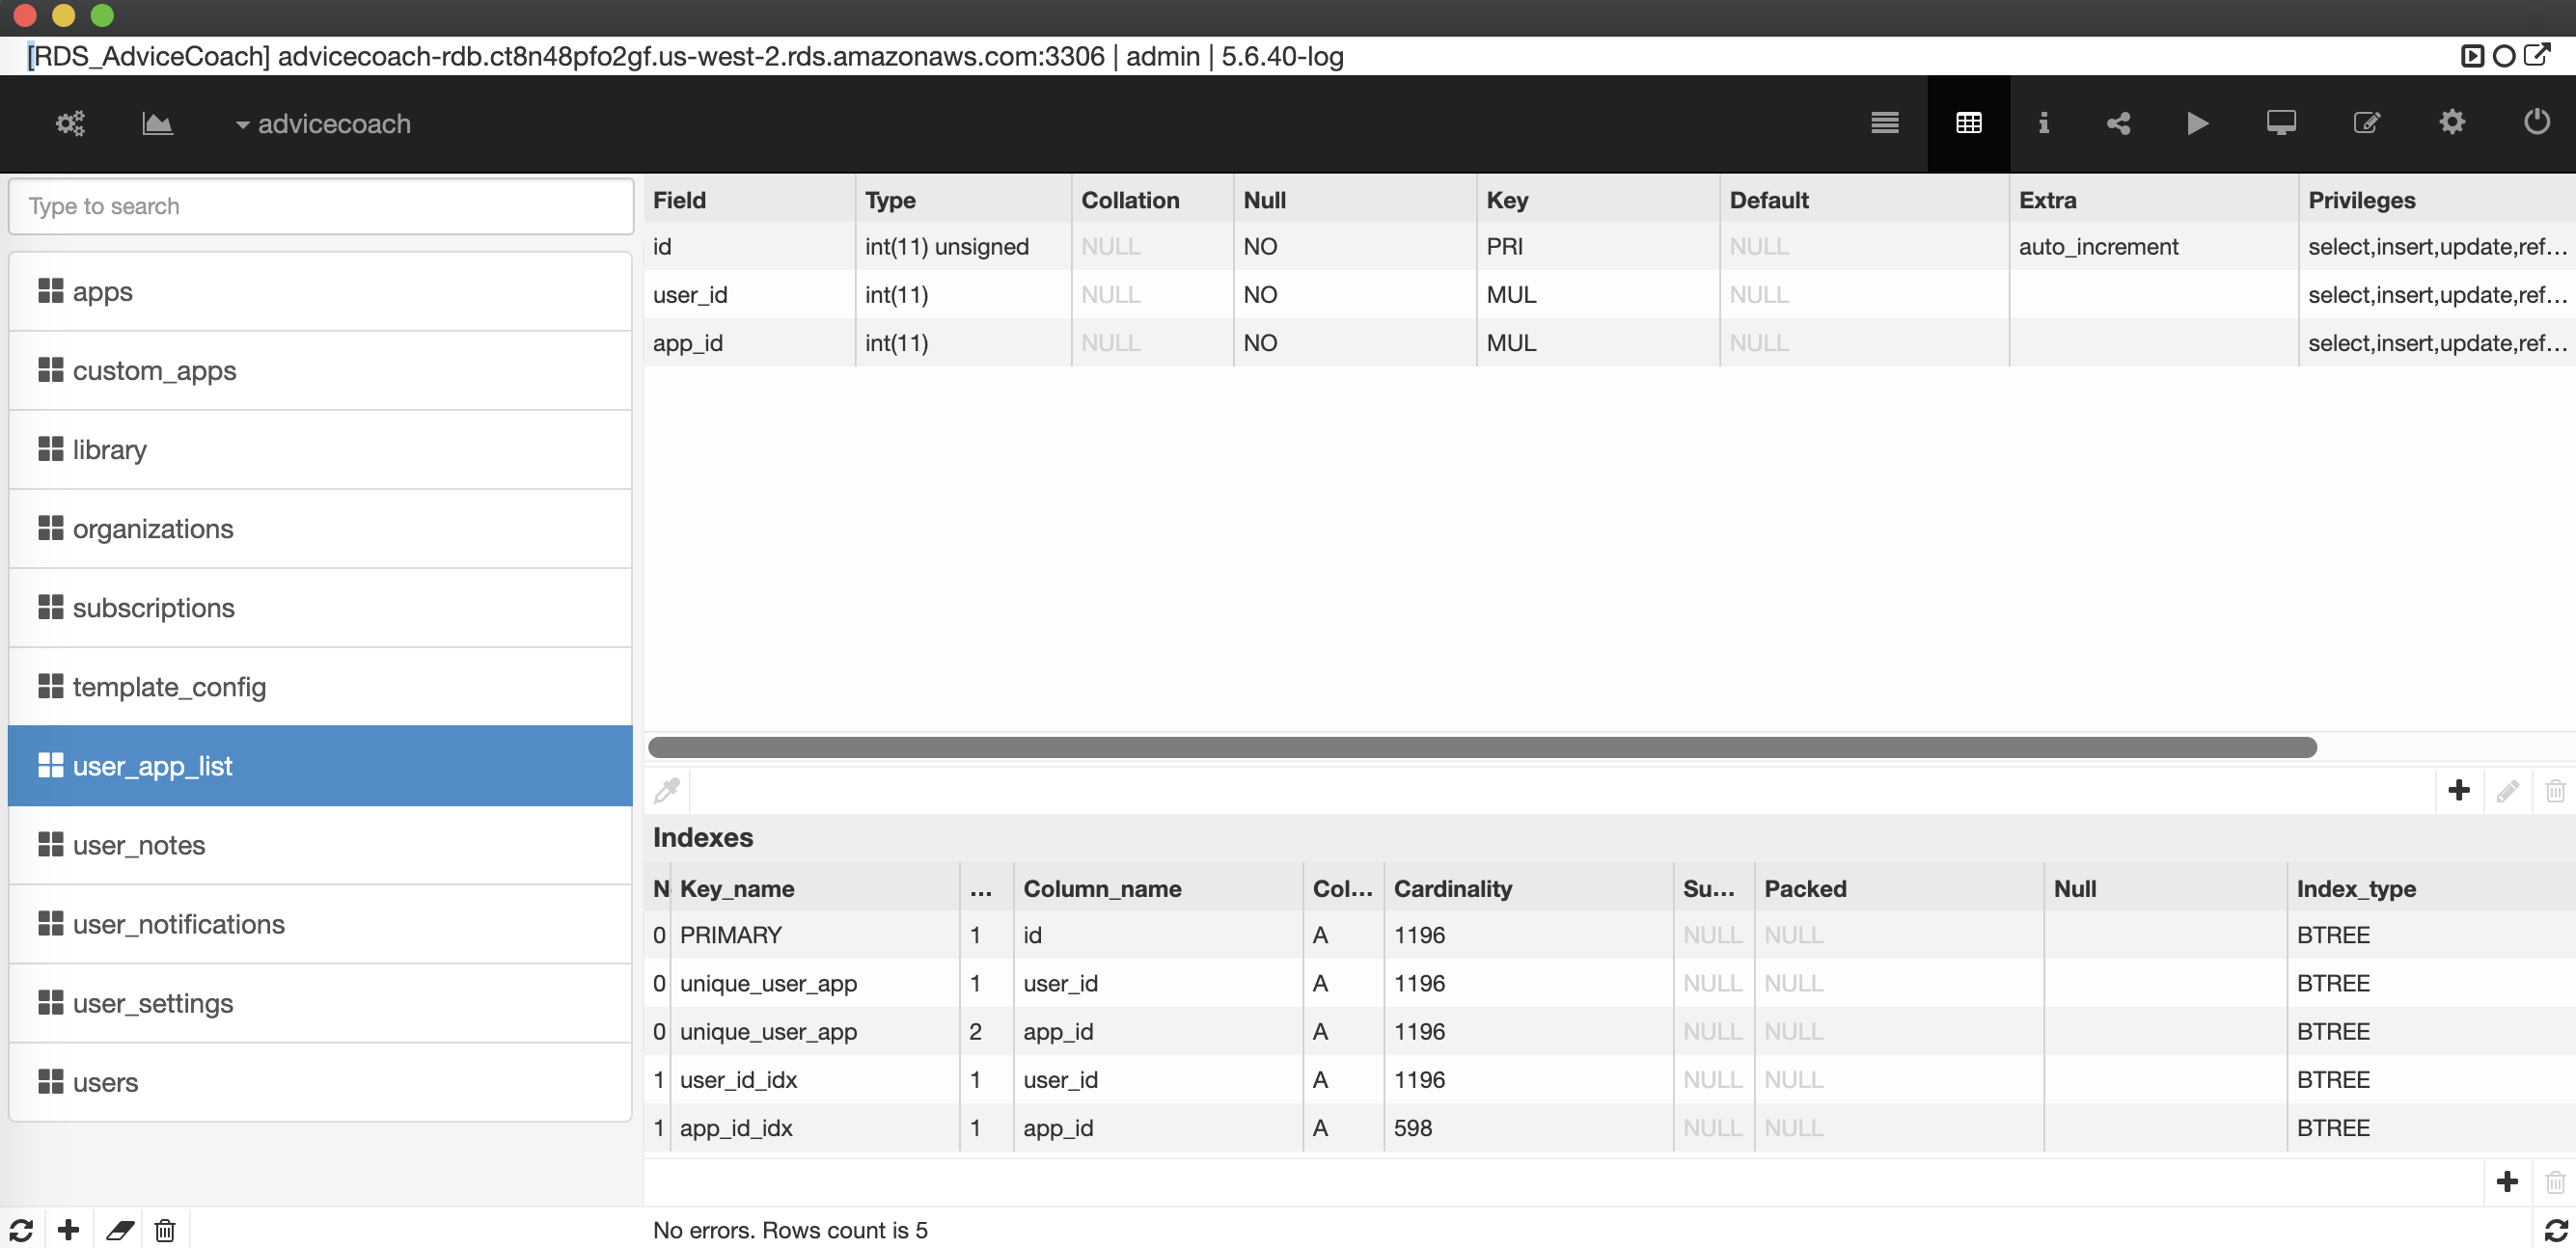 [RDS_AdviceCoach] advicecoach-rdb.ct8n48pfo2gf.us-west-2.rds.amazonaws.com:3306 | admin | 5.6.40-log
advicecoach
Type to search
apps
custom_apps
library
organizations
subscriptions
template_config
user_app_list
user_notes
user_notifications
user_settings
users
Field Type Collation Null Key Default Extra Privileges
id int(11) unsigned NULL NO PRI NULL auto_increment select,insert,update,ref...
user_id int(11) NULL NO MUL NULL select,insert,update,ref...
app_id int(11) NULL NO MUL NULL select,insert,update,ref...
Indexes
N Key_name ... Column_name Col... Cardinality Su... Packed Null Index_type
0 PRIMARY 1 id A 1196 NULL NULL BTREE
0 unique_user_app 1 user_id A 1196 NULL NULL BTREE
0 unique_user_app 2 app_id A 1196 NULL NULL BTREE
1 user_id_idx 1 user_id A 1196 NULL NULL BTREE
1 app_id_idx 1 app_id A 598 NULL NULL BTREE
No errors. Rows count is 5